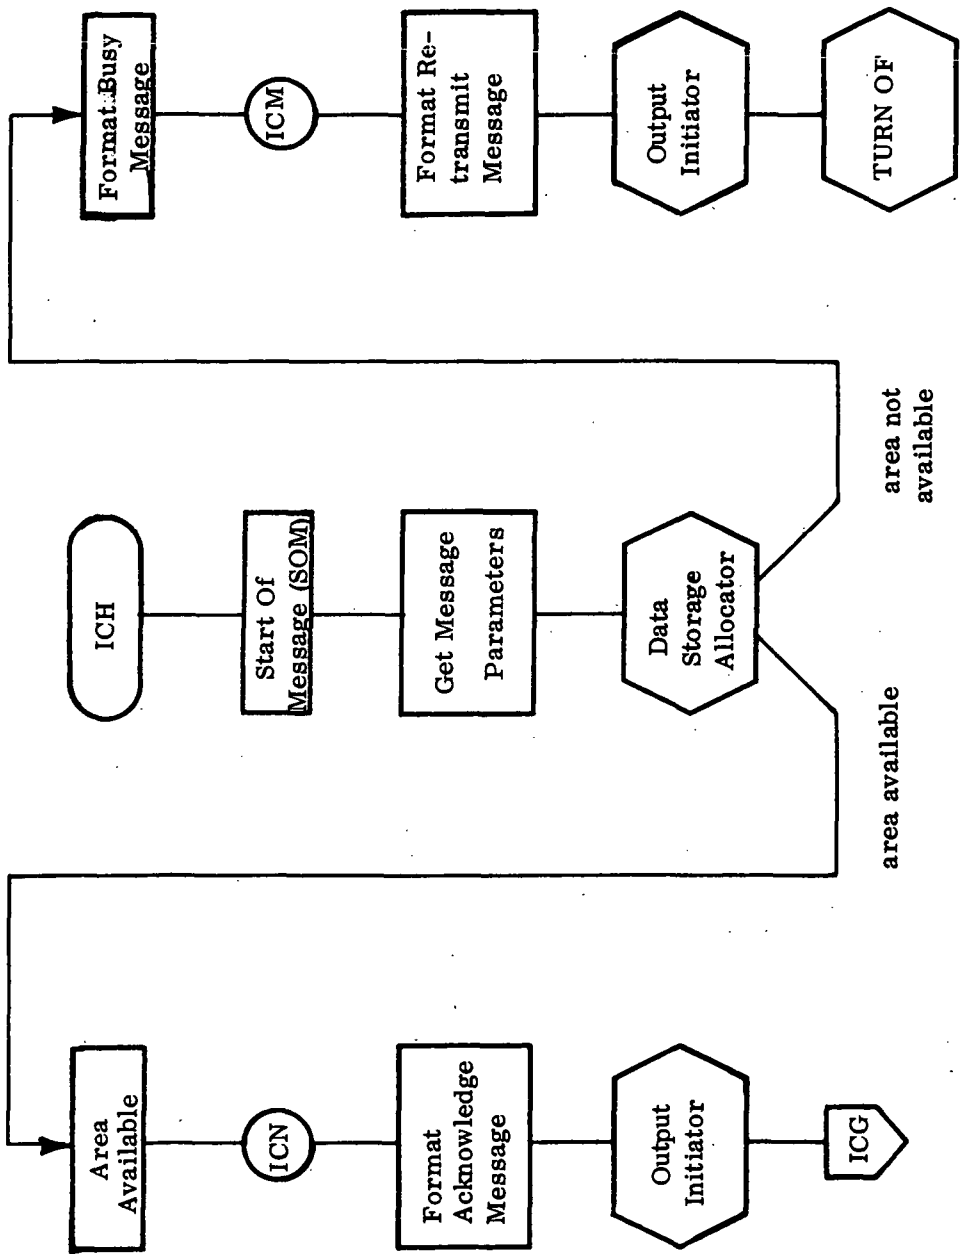 Area
Available
ICN
Format
Acknowledge
Message
Output
Initiator
ICG
ICH
Start Of
Message (SOM)
Get Message
Parameters
Data
Storage
Allocator
area available
area not
available
Format Busy
Message
ICM
Format Re-
transmit
Message
Output
Initiator
TURN OF